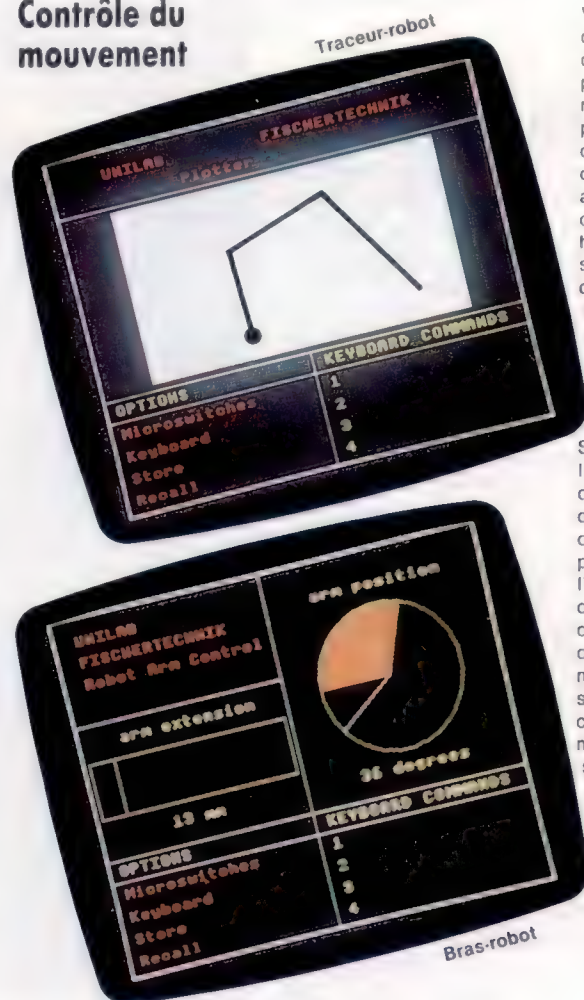 Contrôle du
mouvement
Traceur-robot
UNILAB FISCHERTECHNIK
Plotter
OPTIONS
Microswitches
Keyboard
Store
Recall
KEYBOARD COMMANDS
1
2
3
4
UNILAB
FISCHERTECHNIK
Robot Arm Control
arm extension
13 mm
arm position
36 degrees
OPTIONS
Microswitches
Keyboard
Store
Recall
KEYBOARD COMMANDS
1
2
3
4
Bras-robot